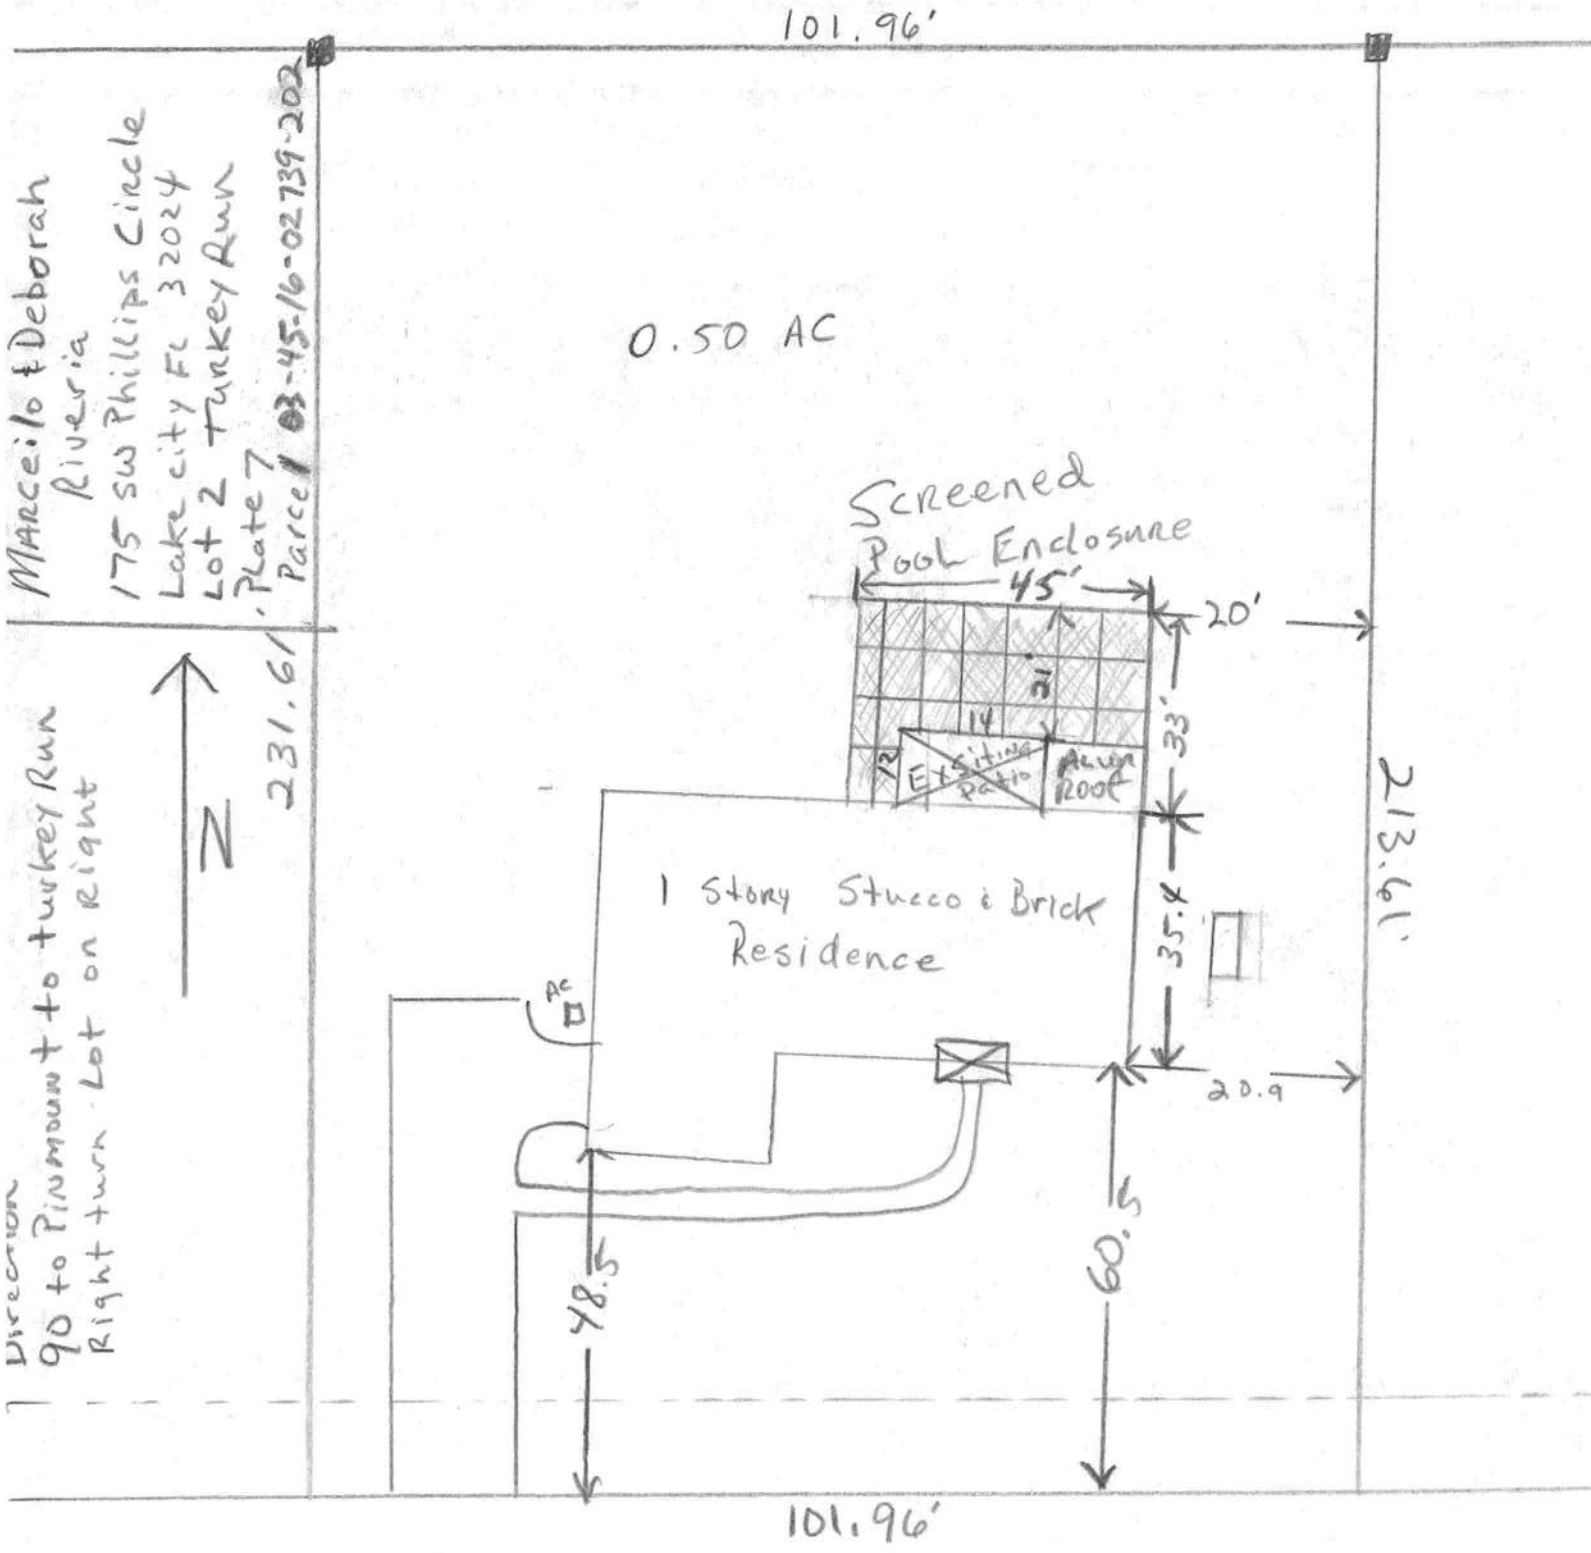 101.96'
MARCeilo & Deborah
Riveria
175 SW Phillips Circle
Lake city FL 32024
Lot 2 Turkey Run
Plate 7
Parcel 03-45-16-02739-202
231.61'
N
Direction
90 to Pinmount to turkey Run
Right turn Lot on Right
0.50 AC
Screened
Pool Enclosure
45'
20'
21'
33'
14
12
Exsiting
Patio
Alum
Roof
213.61'
1 Story Stucco & Brick
Residence
35.4
AC
20.9
48.5
60.5
101.96'